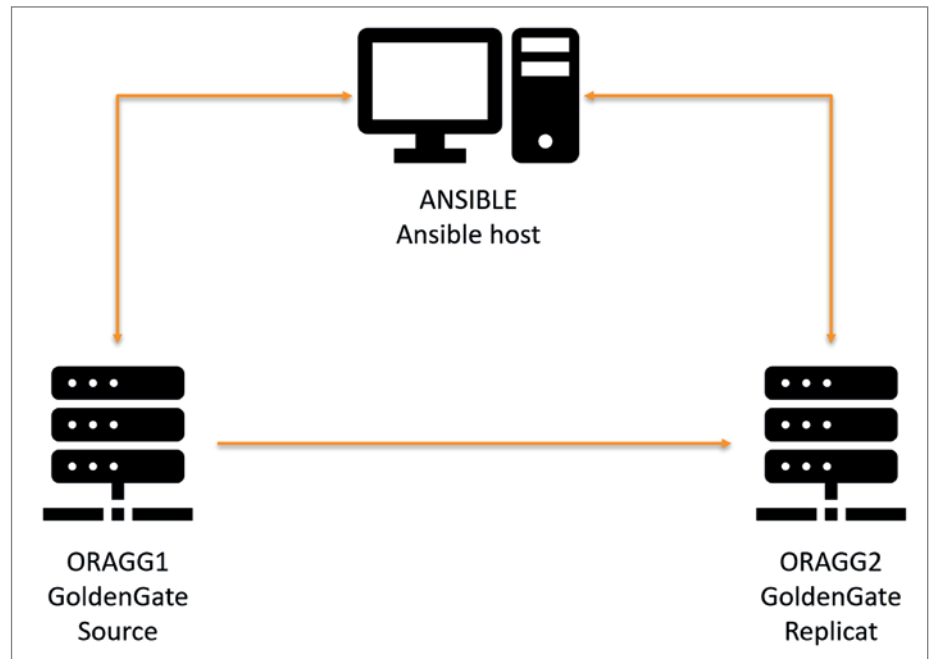 ANSIBLE
Ansible host
ORAGG1
GoldenGate
Source
ORAGG2
GoldenGate
Replicat